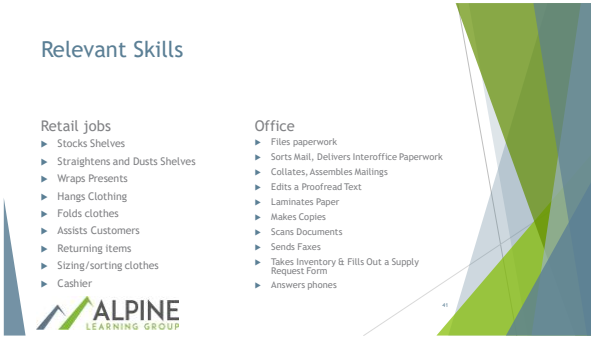 Relevant Skills
Retail jobs
Stocks Shelves
Straightens and Dusts Shelves
Wraps Presents
Hangs Clothing
Folds clothes
Assists Customers
Returning items
Sizing/sorting clothes
Cashier
Office
Files paperwork
Sorts Mail, Delivers Interoffice Paperwork
Collates, Assembles Mailings
Edits a Proofread Text
Laminates Paper
Makes Copies
Scans Documents
Sends Faxes
Takes Inventory & Fills Out a Supply
Request Form
Answers phones
ALPINE
LEARNING GROUP